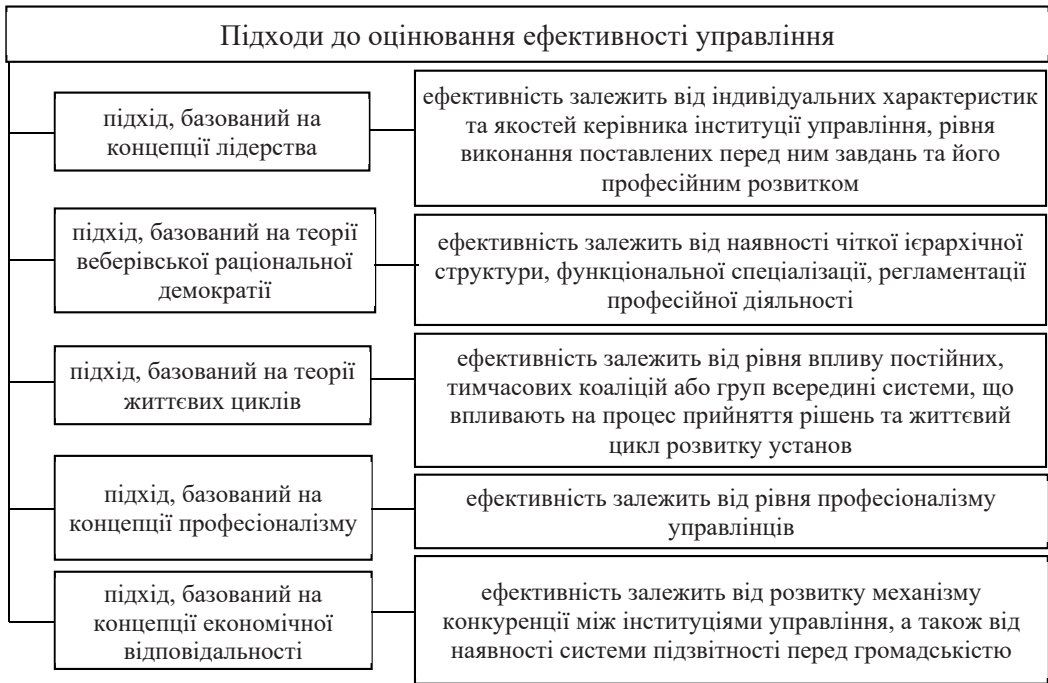 Підходи до оцінювання ефективності управління
підхід, базований на
концепції лідерства
ефективність залежить від індивідуальних характеристик
та якостей керівника інституції управління, рівня
виконання поставлених перед ним завдань та його
професійним розвитком
підхід, базований на теорії
веберівської раціональної
демократії
ефективність залежить від наявності чіткої ієрархічної
структури, функціональної спеціалізації, регламентації
професійної діяльності
підхід, базований на теорії
життєвих циклів
ефективність залежить від рівня впливу постійних,
тимчасових коаліцій або груп всередині системи, що
впливають на процес прийняття рішень та життєвий
цикл розвитку установ
підхід, базований на
концепції професіоналізму
ефективність залежить від рівня професіоналізму
управлінців
підхід, базований на
концепції економічної
відповідальності
ефективність залежить від розвитку механізму
конкуренції між інституціями управління, а також від
наявності системи підзвітності перед громадськістю